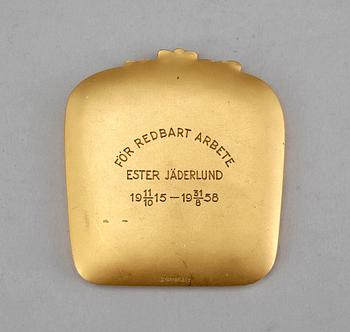 FÖR REDBART ARBETE
ESTER JÄDERLUND
19 11/10 15 — 19 31/8 58